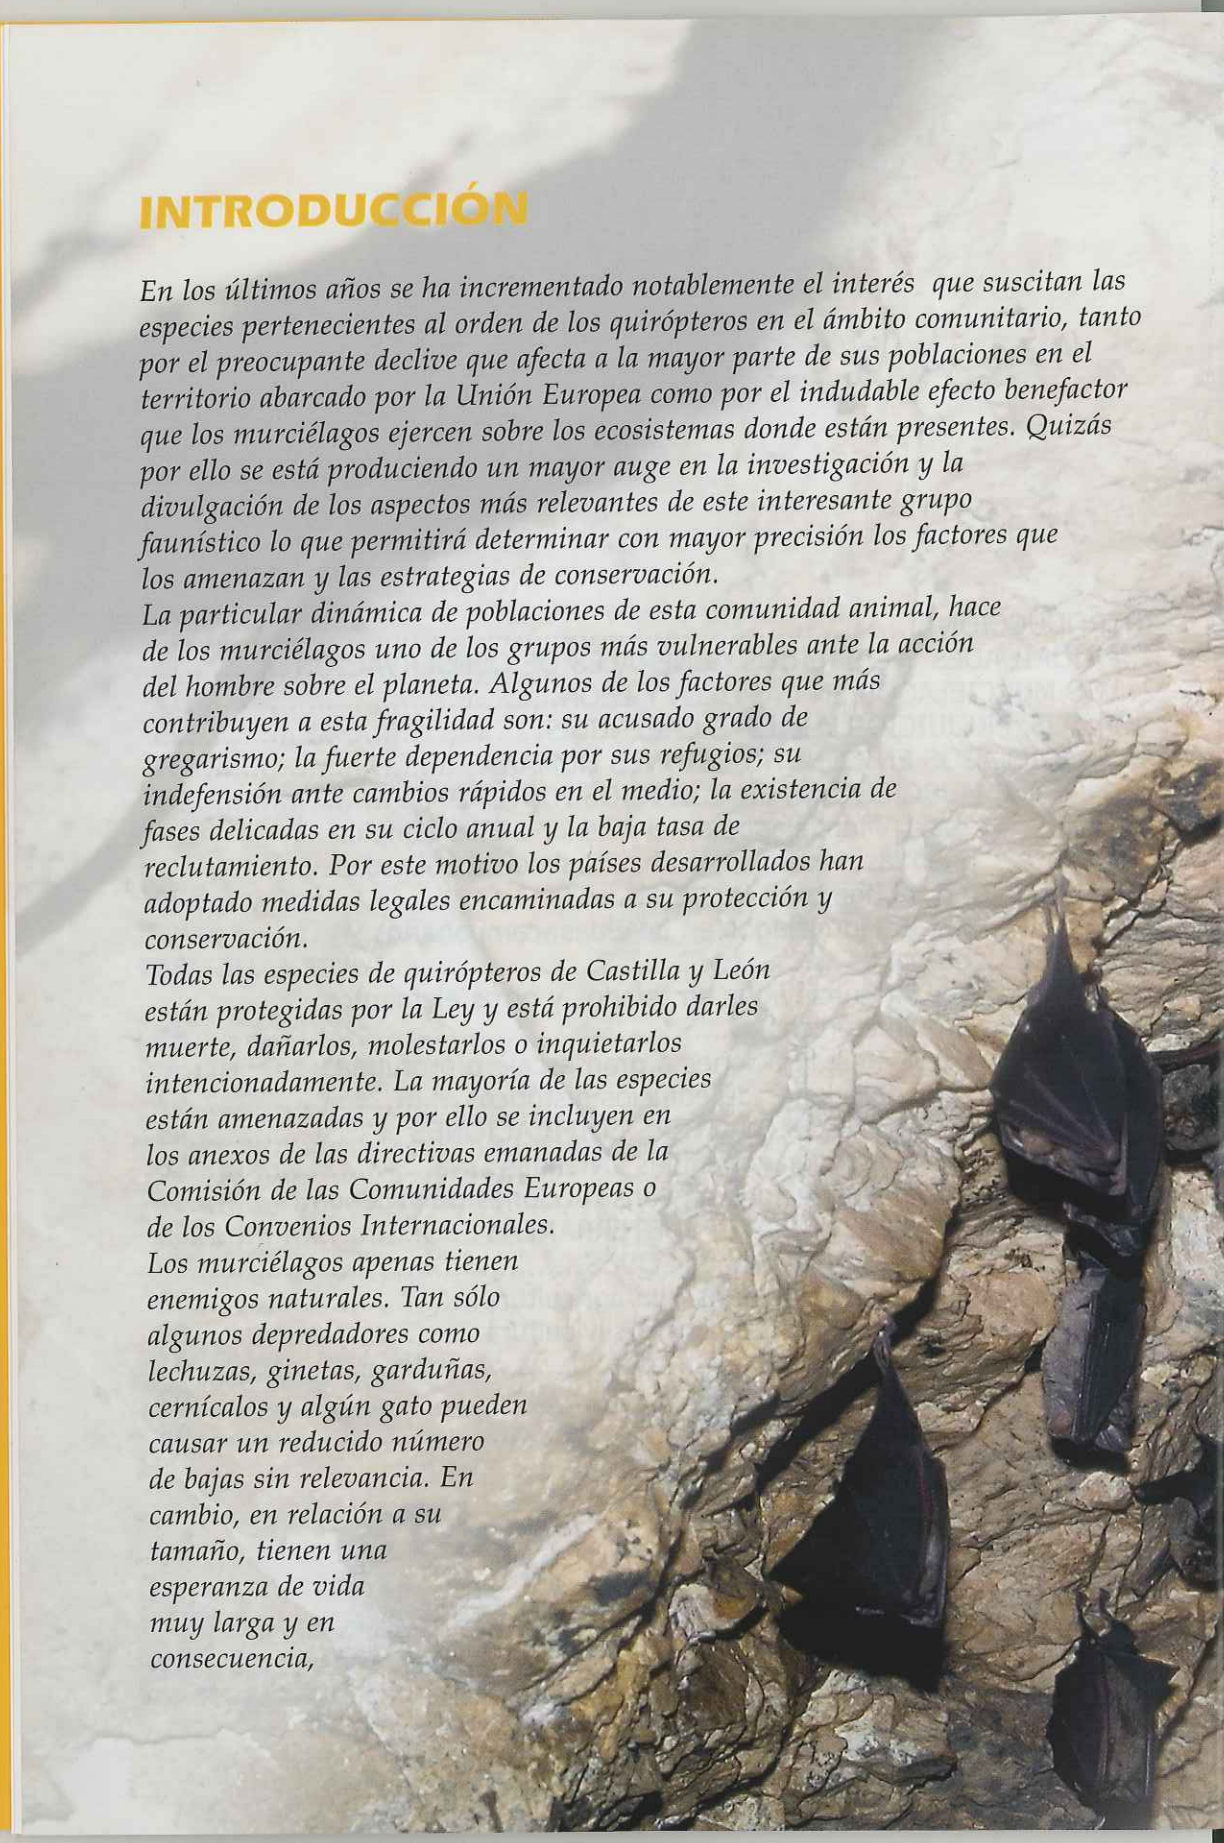 INTRODUCCIÓN
En los últimos años se ha incrementado notablemente el interés que suscitan las
especies pertenecientes al orden de los quirópteros en el ámbito comunitario, tanto
por el preocupante declive que afecta a la mayor parte de sus poblaciones en el
territorio abarcado por la Unión Europea como por el indudable efecto benefactor
que los murciélagos ejercen sobre los ecosistemas donde están presentes. Quizás
por ello se está produciendo un mayor auge en la investigación y la
divulgación de los aspectos más relevantes de este interesante grupo
faunístico lo que permitirá determinar con mayor precisión los factores que
los amenazan y las estrategias de conservación.
La particular dinámica de poblaciones de esta comunidad animal, hace
de los murciélagos uno de los grupos más vulnerables ante la acción
del hombre sobre el planeta. Algunos de los factores que más
contribuyen a esta fragilidad son: su acusado grado de
gregarismo; la fuerte dependencia por sus refugios; su
indefensión ante cambios rápidos en el medio; la existencia de
fases delicadas en su ciclo anual y la baja tasa de
reclutamiento. Por este motivo los países desarrollados han
adoptado medidas legales encaminadas a su protección y
conservación.
Todas las especies de quirópteros de Castilla y León
están protegidas por la Ley y está prohibido darles
muerte, dañarlos, molestarlos o inquietarlos
intencionadamente. La mayoría de las especies
están amenazadas y por ello se incluyen en
los anexos de las directivas emanadas de la
Comisión de las Comunidades Europeas o
de los Convenios Internacionales.
Los murciélagos apenas tienen
enemigos naturales. Tan sólo
algunos depredadores como
lechuzas, ginetas, garduñas,
cernícalos y algún gato pueden
causar un reducido número
de bajas sin relevancia. En
cambio, en relación a su
tamaño, tienen una
esperanza de vida
muy larga y en
consecuencia,